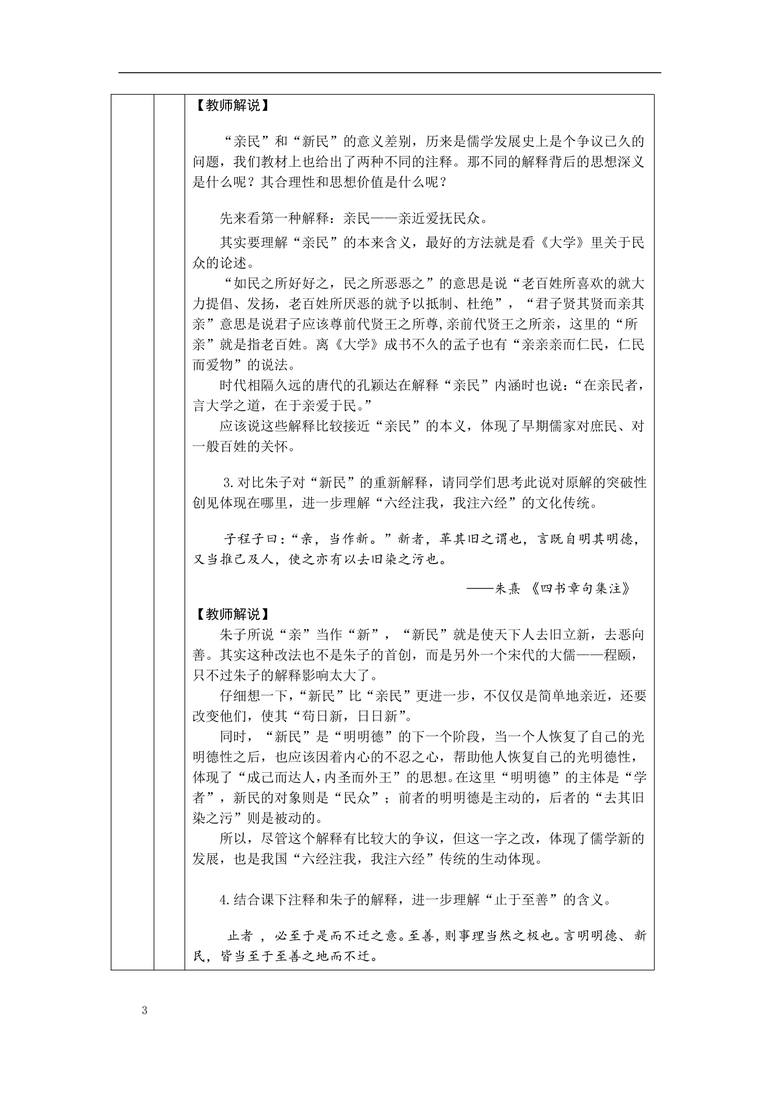 【教师解说】
“亲民”和“新民”的意义差别，历来是儒学发展史上是个争议已久的
问题，我们教材上也给出了两种不同的注释。那不同的解释背后的思想深义
是什么呢？其合理性和思想价值是什么呢？
先来看第一种解释：亲民——亲近爱抚民众。
其实要理解“亲民”的本来含义，最好的方法就是看《大学》里关于民
众的论述。
“如民之所好好之，民之所恶恶之”的意思是说“老百姓所喜欢的就大
力提倡、发扬，老百姓所厌恶的就予以抵制、杜绝”，“君子贤其贤而亲其
亲”意思是说君子应该尊前代贤王之所尊,亲前代贤王之所亲，这里的“所
亲”就是指老百姓。离《大学》成书不久的孟子也有“亲亲亲而仁民，仁民
而爱物”的说法。
时代相隔久远的唐代的孔颖达在解释“亲民”内涵时也说：“在亲民者，
言大学之道，在于亲爱于民。”
应该说这些解释比较接近“亲民”的本义，体现了早期儒家对庶民、对
一般百姓的关怀。
3.对比朱子对“新民”的重新解释，请同学们思考此说对原解的突破性
创见体现在哪里，进一步理解“六经注我，我注六经”的文化传统。
子程子曰：“亲，当作新。”新者，革其旧之谓也，言既自明其明德，
又当推己及人，使之亦有以去旧染之污也。
——朱熹 《四书章句集注》
【教师解说】
朱子所说“亲”当作“新”，“新民”就是使天下人去旧立新，去恶向
善。其实这种改法也不是朱子的首创，而是另外一个宋代的大儒——程颐，
只不过朱子的解释影响太大了。
仔细想一下，“新民”比“亲民”更进一步，不仅仅是简单地亲近，还要
改变他们，使其“苟日新，日日新”。
同时，“新民”是“明明德”的下一个阶段，当一个人恢复了自己的光
明德性之后，也应该因着内心的不忍之心，帮助他人恢复自己的光明德性，
体现了“成己而达人，内圣而外王”的思想。在这里“明明德”的主体是“学
者”，新民的对象则是“民众”；前者的明明德是主动的，后者的“去其旧
染之污”则是被动的。
所以，尽管这个解释有比较大的争议，但这一字之改，体现了儒学新的
发展，也是我国“六经注我，我注六经”传统的生动体现。
4.结合课下注释和朱子的解释，进一步理解“止于至善”的含义。
止者 ，必至于是而不迁之意。至善，则事理当然之极也。言明明德、 新
民，皆当至于至善之地而不迁。
3